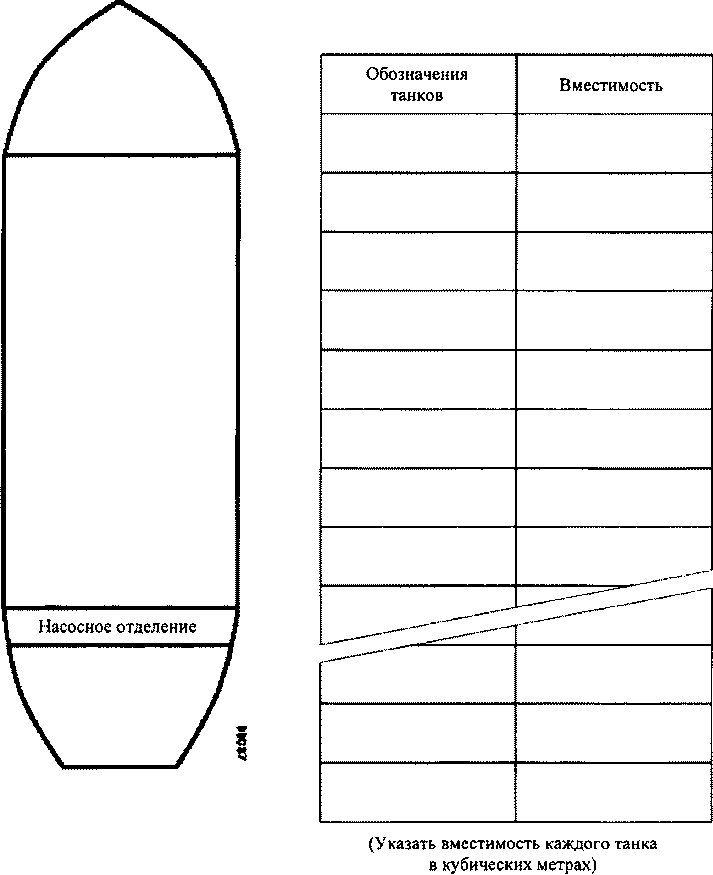 Обозначения
танков
Вместимость
Насосное отделение
(Указать вместимость каждого танка
в кубических метрах)